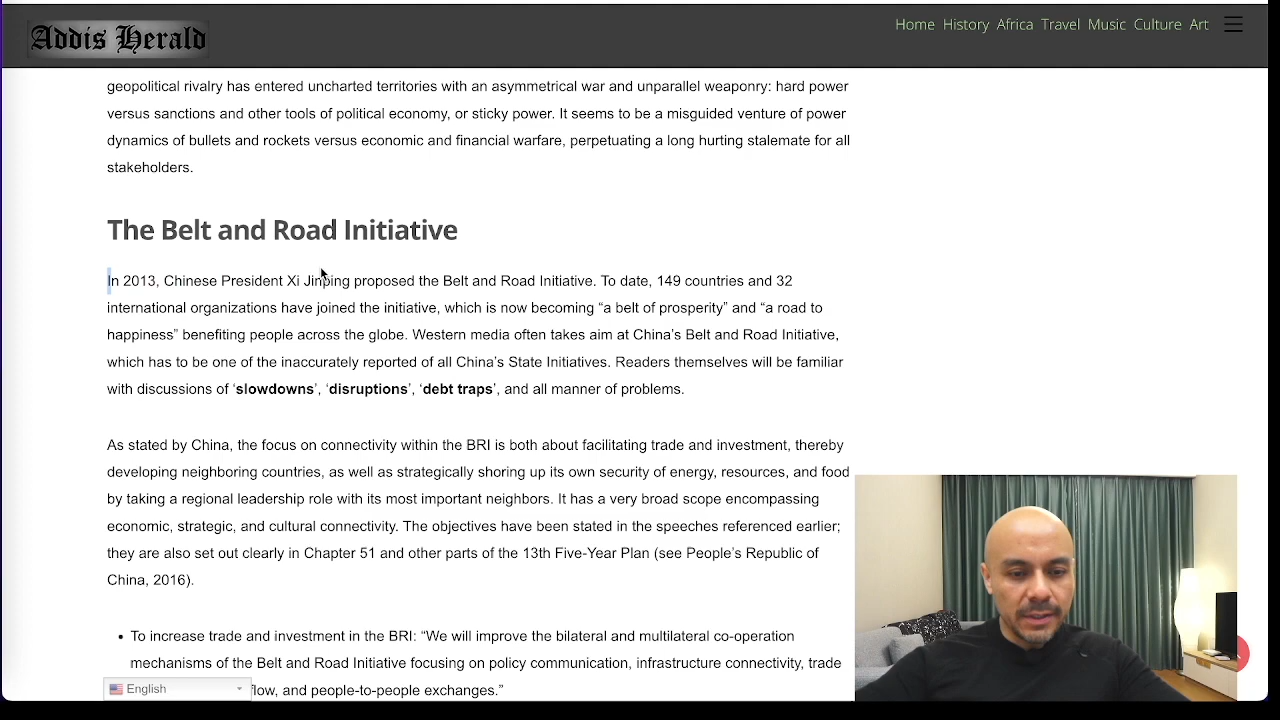 Addis Herald
Home History Africa Travel Music Culture Art
geopolitical rivalry has entered uncharted territories with an asymmetrical war and unparallel weaponry: hard power
versus sanctions and other tools of political economy, or sticky power. It seems to be a misguided venture of power
dynamics of bullets and rockets versus economic and financial warfare, perpetuating a long hurting stalemate for all
stakeholders.
The Belt and Road Initiative
In 2013, Chinese President Xi Jinping proposed the Belt and Road Initiative. To date, 149 countries and 32
international organizations have joined the initiative, which is now becoming “a belt of prosperity” and “a road to
happiness” benefiting people across the globe. Western media often takes aim at China’s Belt and Road Initiative,
which has to be one of the inaccurately reported of all China’s State Initiatives. Readers themselves will be familiar
with discussions of ‘slowdowns’, ‘disruptions’, ‘debt traps’, and all manner of problems.
As stated by China, the focus on connectivity within the BRI is both about facilitating trade and investment, thereby
developing neighboring countries, as well as strategically shoring up its own security of energy, resources, and food
by taking a regional leadership role with its most important neighbors. It has a very broad scope encompassing
economic, strategic, and cultural connectivity. The objectives have been stated in the speeches referenced earlier;
they are also set out clearly in Chapter 51 and other parts of the 13th Five-Year Plan (see People’s Republic of
China, 2016).
• To increase trade and investment in the BRI: “We will improve the bilateral and multilateral co-operation
mechanisms of the Belt and Road Initiative focusing on policy communication, infrastructure connectivity, trade
flow, and people-to-people exchanges.”
English